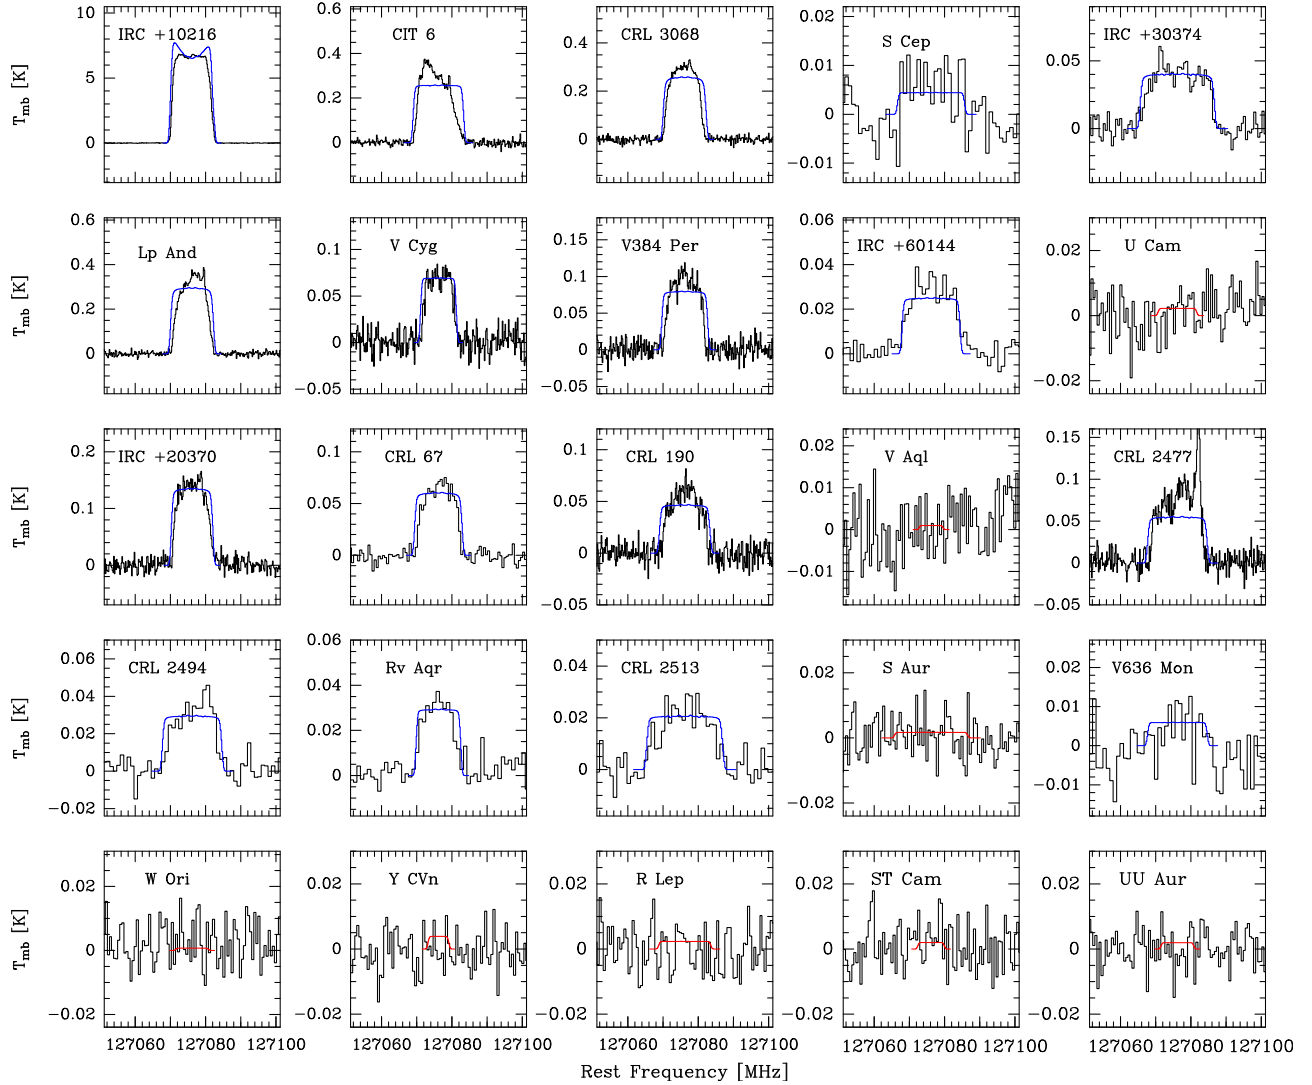 IRC +10216
CIT 6
CRL 3068
S Cep
IRC +30374
T_mb [K]
10
5
0
0.6
0.4
0.2
0
0.4
0.2
0
0.02
0.01
0
−0.01
0.05
0
Lp And
V Cyg
V384 Per
IRC +60144
U Cam
T_mb [K]
0.6
0.4
0.2
0
0.1
0.05
0
−0.05
0.15
0.1
0.05
0
−0.05
0.06
0.04
0.02
0
0.02
0
−0.02
IRC +20370
CRL 67
CRL 190
V Aql
CRL 2477
T_mb [K]
0.2
0.1
0
0.1
0.05
0
0.1
0.05
0
−0.05
0.02
0.01
0
−0.01
0.15
0.1
0.05
0
−0.05
CRL 2494
Rv Aqr
CRL 2513
S Aur
V636 Mon
T_mb [K]
0.06
0.04
0.02
0
−0.02
0.06
0.04
0.02
0
0.04
0.02
0
0.02
0
−0.02
0.02
0.01
0
−0.01
W Ori
Y CVn
R Lep
ST Cam
UU Aur
T_mb [K]
0.02
0
−0.02
0.02
0
−0.02
0.02
0
−0.02
0.02
0
−0.02
0.02
0
−0.02
127060 127080 127100
127060 127080 127100
127060 127080 127100
127060 127080 127100
127060 127080 127100
Rest Frequency [MHz]